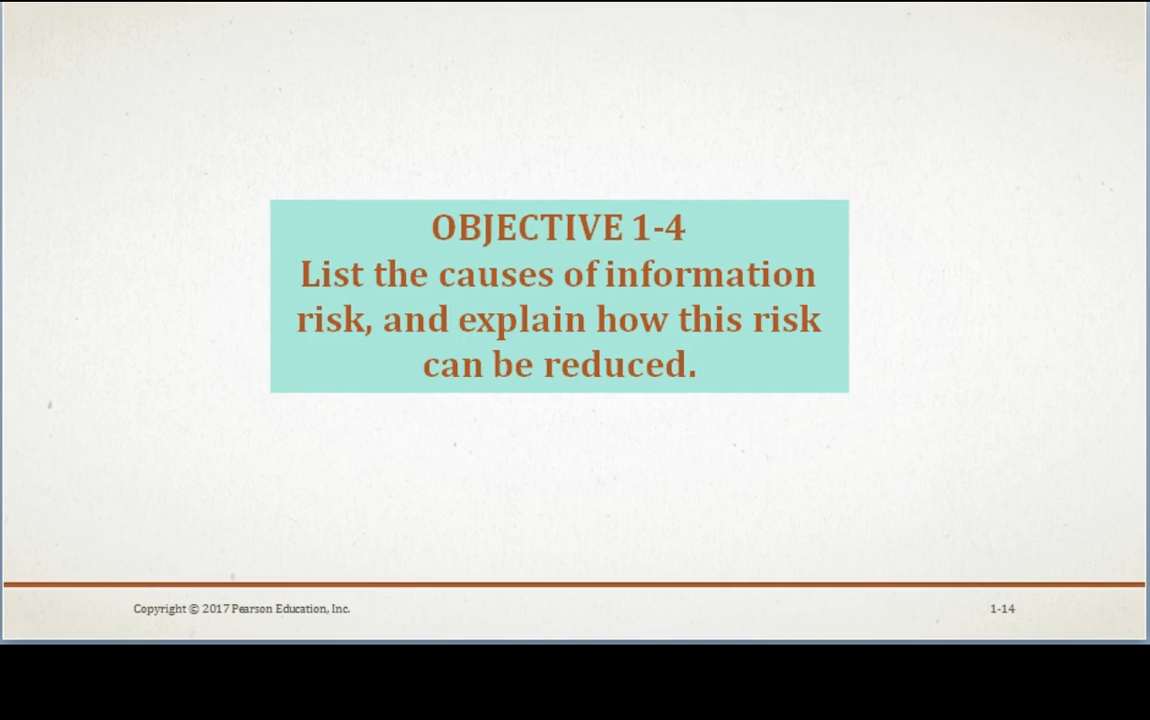 OBJECTIVE 1-4
List the causes of information
risk, and explain how this risk
can be reduced.
Copyright © 2017 Pearson Education, Inc.
1-14